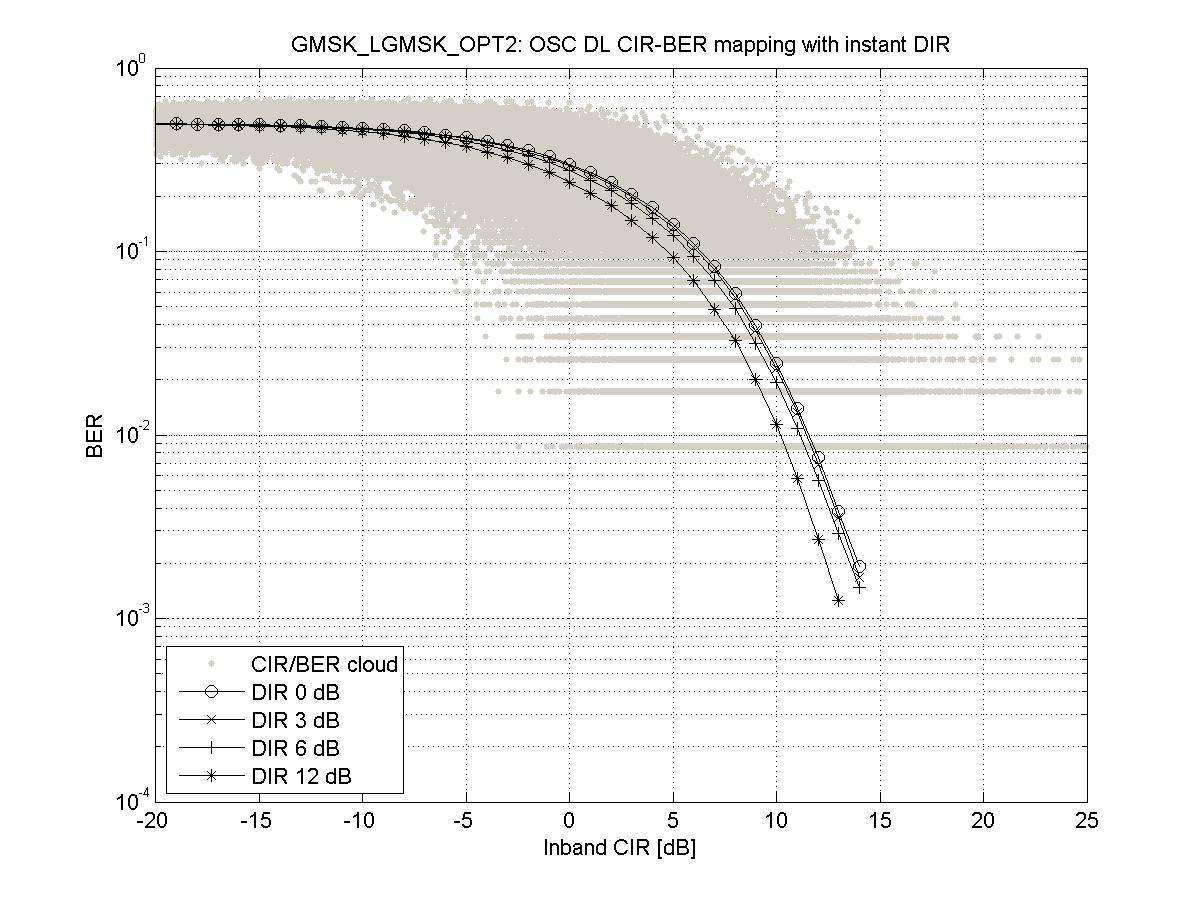 GMSK_LGMSK_OPT2: OSC DL CIR-BER mapping with instant DIR
10^0
10^-1
10^-2
10^-3
10^-4
BER
CIR/BER cloud
DIR 0 dB
DIR 3 dB
DIR 6 dB
DIR 12 dB
-20 -15 -10 -5 0 5 10 15 20 25
Inband CIR [dB]